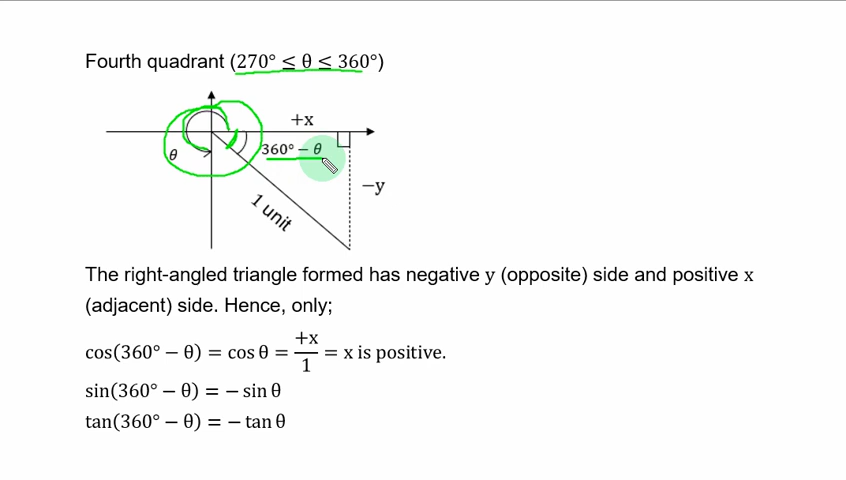 Fourth quadrant (270° ≤ θ ≤ 360°)
+x
θ
360° − θ
−y
1 unit
The right-angled triangle formed has negative y (opposite) side and positive x
(adjacent) side. Hence, only;
cos(360° − θ) = cos θ = +x/1 = x is positive.
sin(360° − θ) = − sin θ
tan(360° − θ) = − tan θ